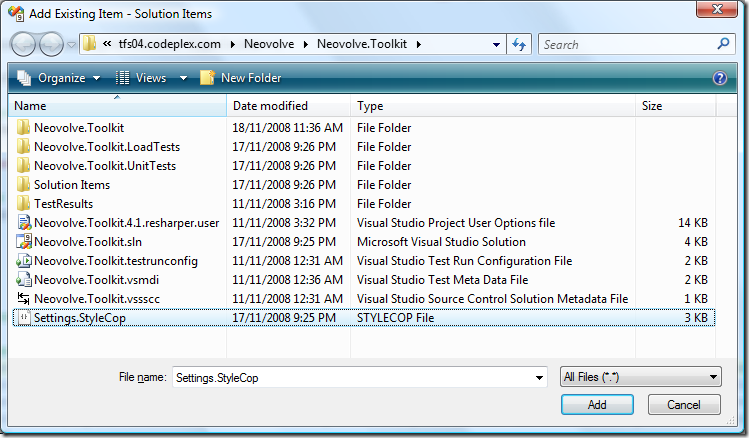 Add Existing Item - Solution Items
« tfs04.codeplex.com Neovolve Neovolve.Toolkit Search
Organize Views New Folder ?
Name Date modified Type Size
Neovolve.Toolkit 18/11/2008 11:36 AM File Folder
Neovolve.Toolkit.LoadTests 17/11/2008 9:26 PM File Folder
Neovolve.Toolkit.UnitTests 17/11/2008 9:26 PM File Folder
Solution Items 17/11/2008 9:26 PM File Folder
TestResults 11/11/2008 3:16 PM File Folder
Neovolve.Toolkit.4.1.resharper.user 11/11/2008 3:32 PM Visual Studio Project User Options file 14 KB
Neovolve.Toolkit.sln 17/11/2008 9:25 PM Microsoft Visual Studio Solution 4 KB
Neovolve.Toolkit.testrunconfig 11/11/2008 12:31 AM Visual Studio Test Run Configuration File 2 KB
Neovolve.Toolkit.vsmdi 11/11/2008 12:36 AM Visual Studio Test Meta Data File 2 KB
Neovolve.Toolkit.vssscc 11/11/2008 12:31 AM Visual Studio Source Control Solution Metadata File 1 KB
Settings.StyleCop 17/11/2008 9:25 PM STYLECOP File 3 KB
File name: Settings.StyleCop All Files (*.*)
Add Cancel